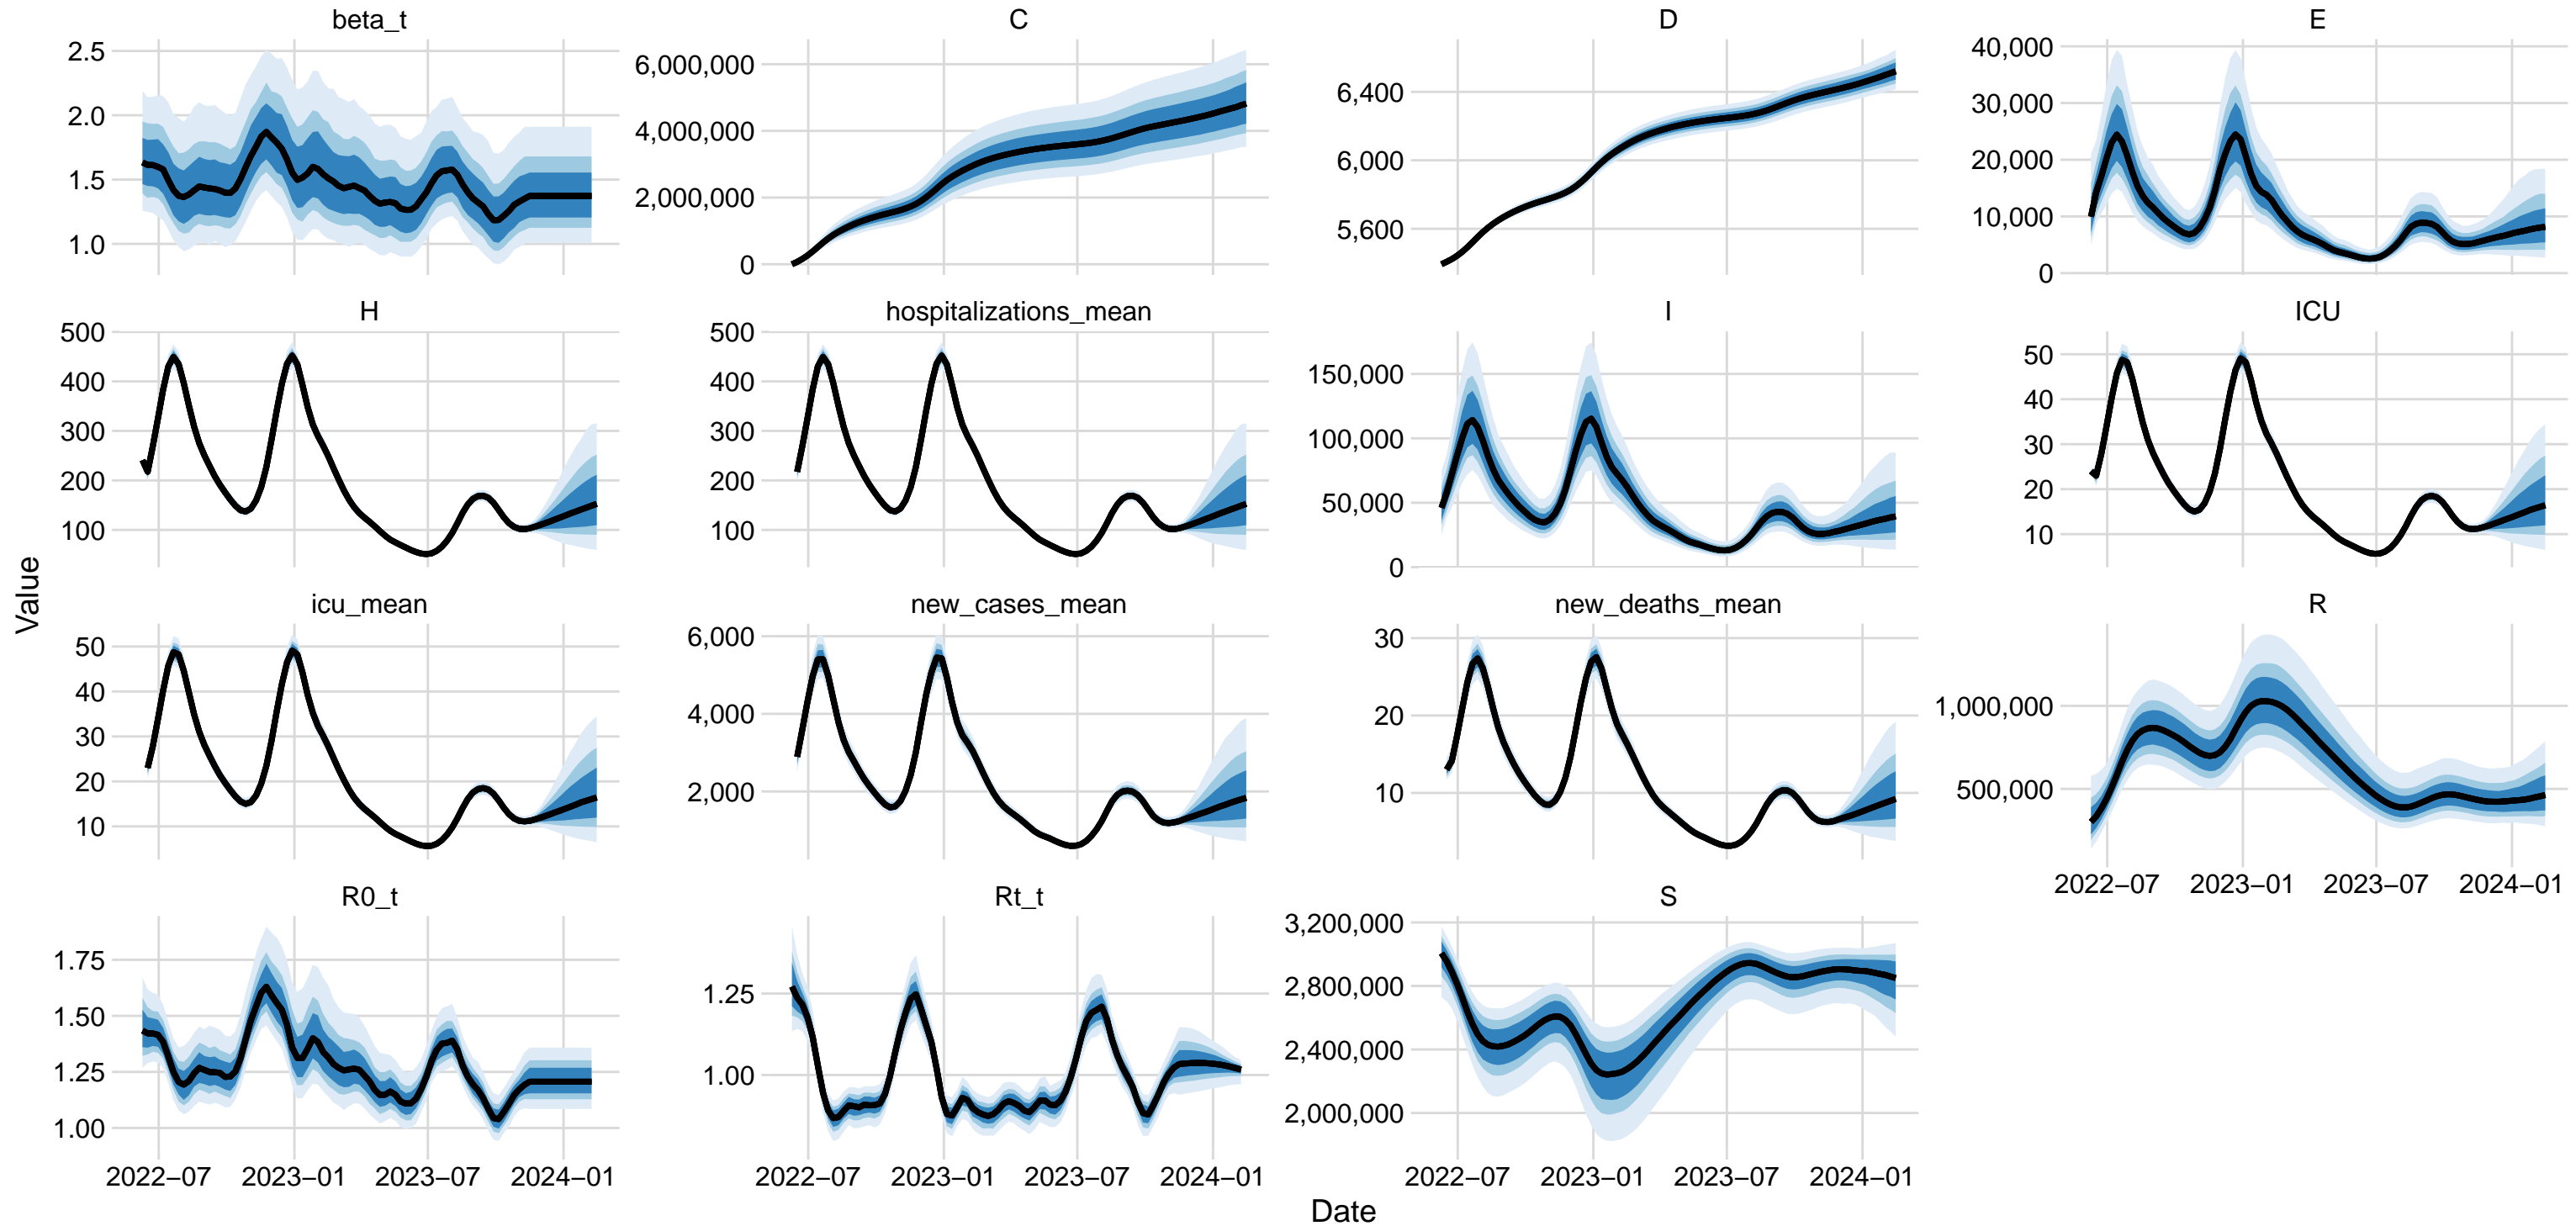 beta_t
C
D
E
2.5
2.0
1.5
1.0
6,000,000
4,000,000
2,000,000
0
6,400
6,000
5,600
40,000
30,000
20,000
10,000
0
H
hospitalizations_mean
I
ICU
500
400
300
200
100
500
400
300
200
100
150,000
100,000
50,000
0
50
40
30
20
10
icu_mean
new_cases_mean
new_deaths_mean
R
50
40
30
20
10
6,000
4,000
2,000
30
20
10
1,000,000
500,000
2022−07 2023−01 2023−07 2024−01
R0_t
Rt_t
S
1.75
1.50
1.25
1.00
1.25
1.00
3,200,000
2,800,000
2,400,000
2,000,000
2022−07 2023−01 2023−07 2024−01
2022−07 2023−01 2023−07 2024−01
2022−07 2023−01 2023−07 2024−01
Date
Value